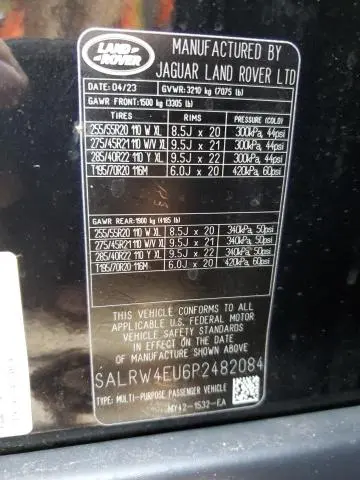 LAND ROVER
MANUFACTURED BY
JAGUAR LAND ROVER LTD
DATE: 04/23 GVWR: 3210 kg (7075 lb)
GAWR FRONT: 1500 kg (3305 lb)
TIRES RIMS PRESSURE (COLD)
255/55R20 110 W XL 8.5J x 20 300kPa, 44psi
275/45R21 110 W/V XL 9.5J x 21 300kPa, 44psi
285/40R22 110 Y XL 9.5J x 22 300kPa, 44psi
T195/70R20 116M 6.0J x 20 420kPa, 60psi
GAWR REAR: 1900 kg (4185 lb)
255/55R20 110 W XL 8.5J x 20 340kPa, 50psi
275/45R21 110 W/V XL 9.5J x 21 340kPa, 50psi
285/40R22 110 Y XL 9.5J x 22 340kPa, 50psi
T195/70R20 116M 6.0J x 20 420kPa, 60psi
THIS VEHICLE CONFORMS TO ALL
APPLICABLE U.S. FEDERAL MOTOR
VEHICLE SAFETY STANDARDS
IN EFFECT ON THE DATE OF
MANUFACTURE SHOWN ABOVE
SALRW4EU6P2482084
TYPE: MULTI-PURPOSE PASSENGER VEHICLE
MY42-1532-EA